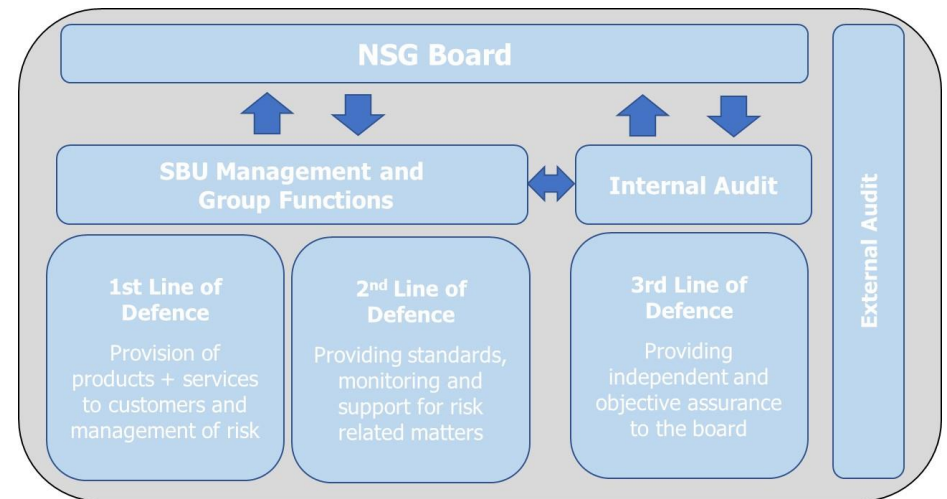 NSG Board
SBU Management and
Group Functions
Internal Audit
1st Line of
Defence
Provision of
products + services
to customers and
management of risk
2nd Line of
Defence
Providing standards,
monitoring and
support for risk
related matters
3rd Line of
Defence
Providing
independent and
objective assurance
to the board
External Audit